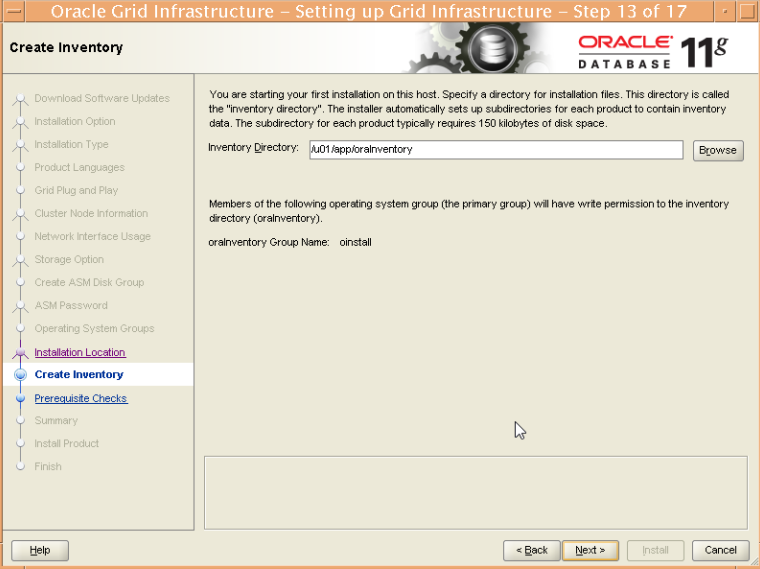 Oracle Grid Infrastructure – Setting up Grid Infrastructure – Step 13 of 17
Create Inventory
ORACLE
DATABASE 11g
Download Software Updates
Installation Option
Installation Type
Product Languages
Grid Plug and Play
Cluster Node Information
Network Interface Usage
Storage Option
Create ASM Disk Group
ASM Password
Operating System Groups
Installation Location
Create Inventory
Prerequisite Checks
Summary
Install Product
Finish
You are starting your first installation on this host. Specify a directory for installation files. This directory is called
the "inventory directory". The installer automatically sets up subdirectories for each product to contain inventory
data. The subdirectory for each product typically requires 150 kilobytes of disk space.
Inventory Directory: /u01/app/oraInventory Browse
Members of the following operating system group (the primary group) will have write permission to the inventory
directory (oraInventory).
oraInventory Group Name: oinstall
Help < Back Next > Install Cancel